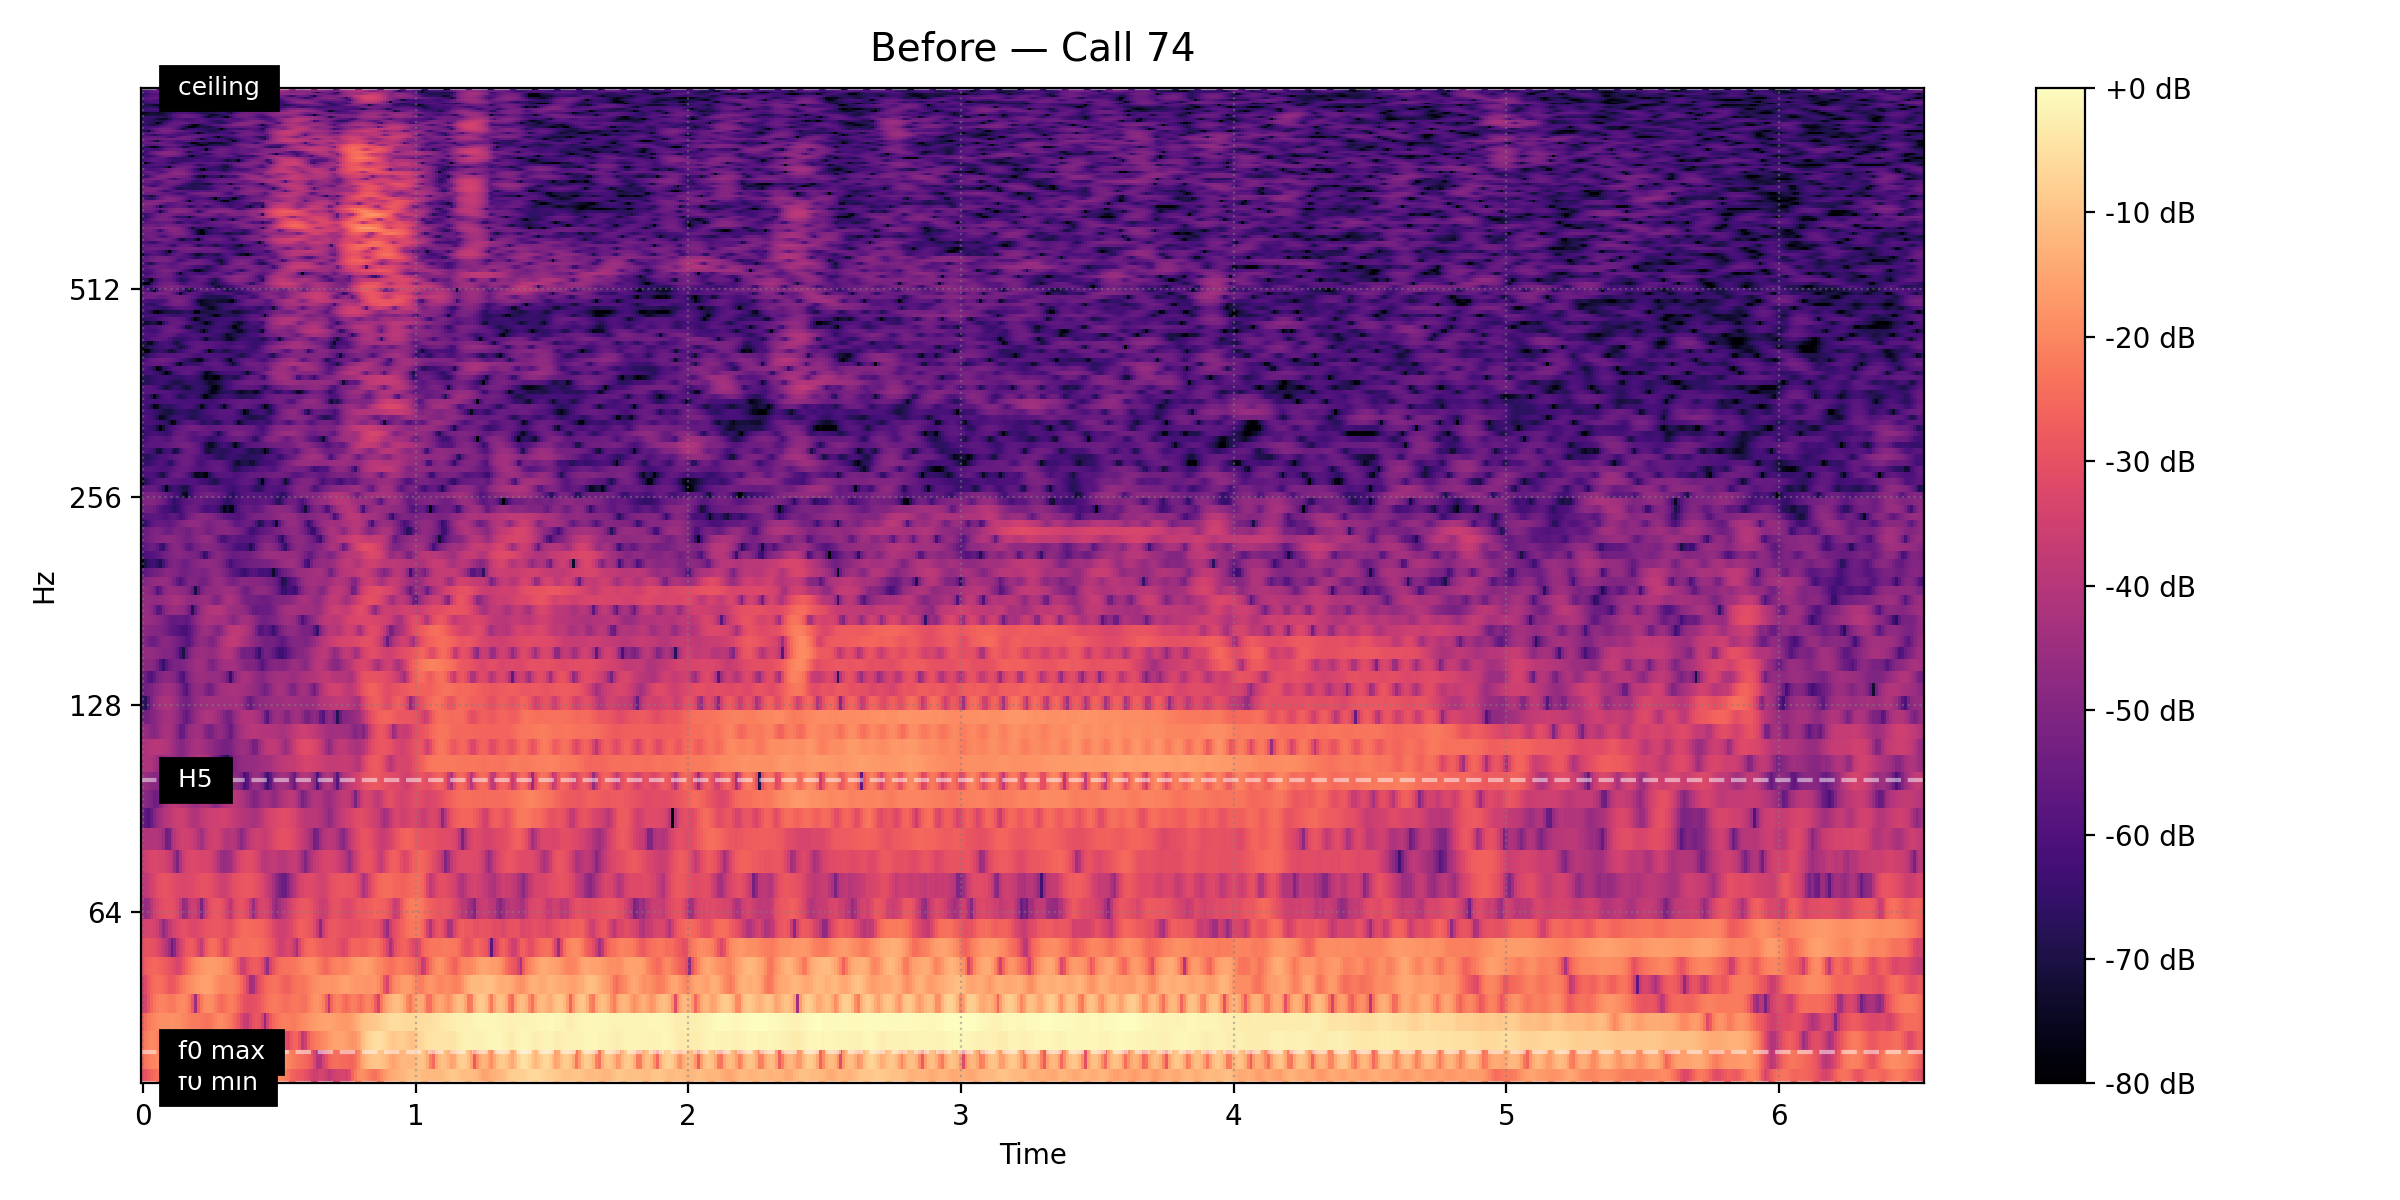 Before — Call 74
ceiling
512
256
128
64
Hz
H5
f0 max
f0 min
0 1 2 3 4 5 6
Time
+0 dB
-10 dB
-20 dB
-30 dB
-40 dB
-50 dB
-60 dB
-70 dB
-80 dB